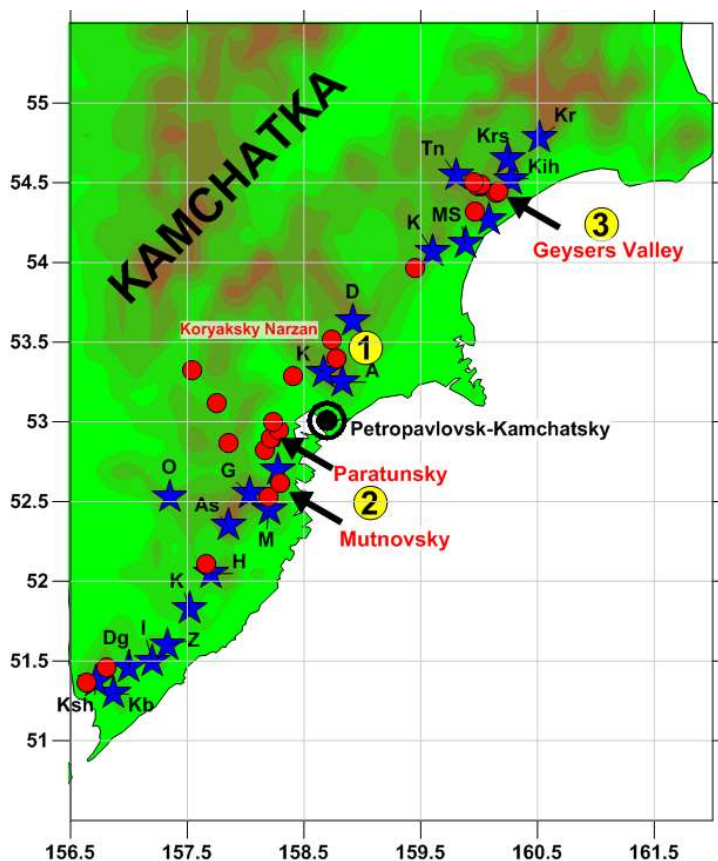 55
54.5
54
53.5
53
52.5
52
51.5
51
KAMCHATKA
Kr
Krs
Tn
Kih
MS
K
3
Geysers Valley
D
Koryaksky Narzan
1
K
A
Petropavlovsk-Kamchatsky
O
G
Paratunsky
As
2
M
Mutnovsky
H
K
I
Z
Dg
Ksh
Kb
156.5
157.5
158.5
159.5
160.5
161.5